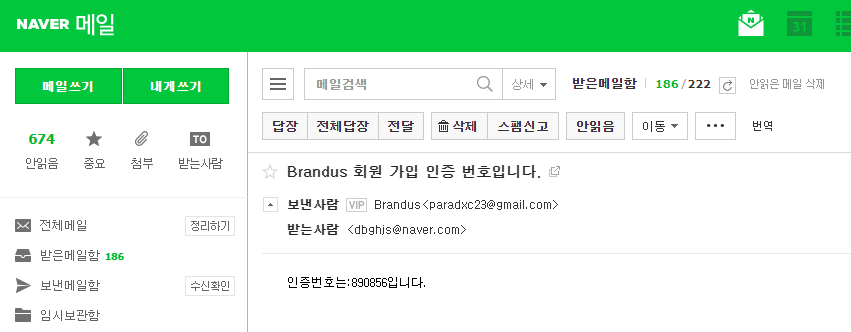 NAVER 메일
N
31
메일쓰기 내게쓰기
메일검색 상세 받은메일함 186/222 안읽은 메일 삭제
답장 전체답장 전달 삭제 스팸신고 안읽음 이동 ••• 번역
674 TO
안읽음 중요 첨부 받는사람
Brandus 회원 가입 인증 번호입니다.
보낸사람 VIP Brandus<paradxc23@gmail.com>
받는사람 <dbghjs@naver.com>
전체메일 정리하기
받은메일함 186
보낸메일함 수신확인
임시보관함
인증번호는:890856입니다.